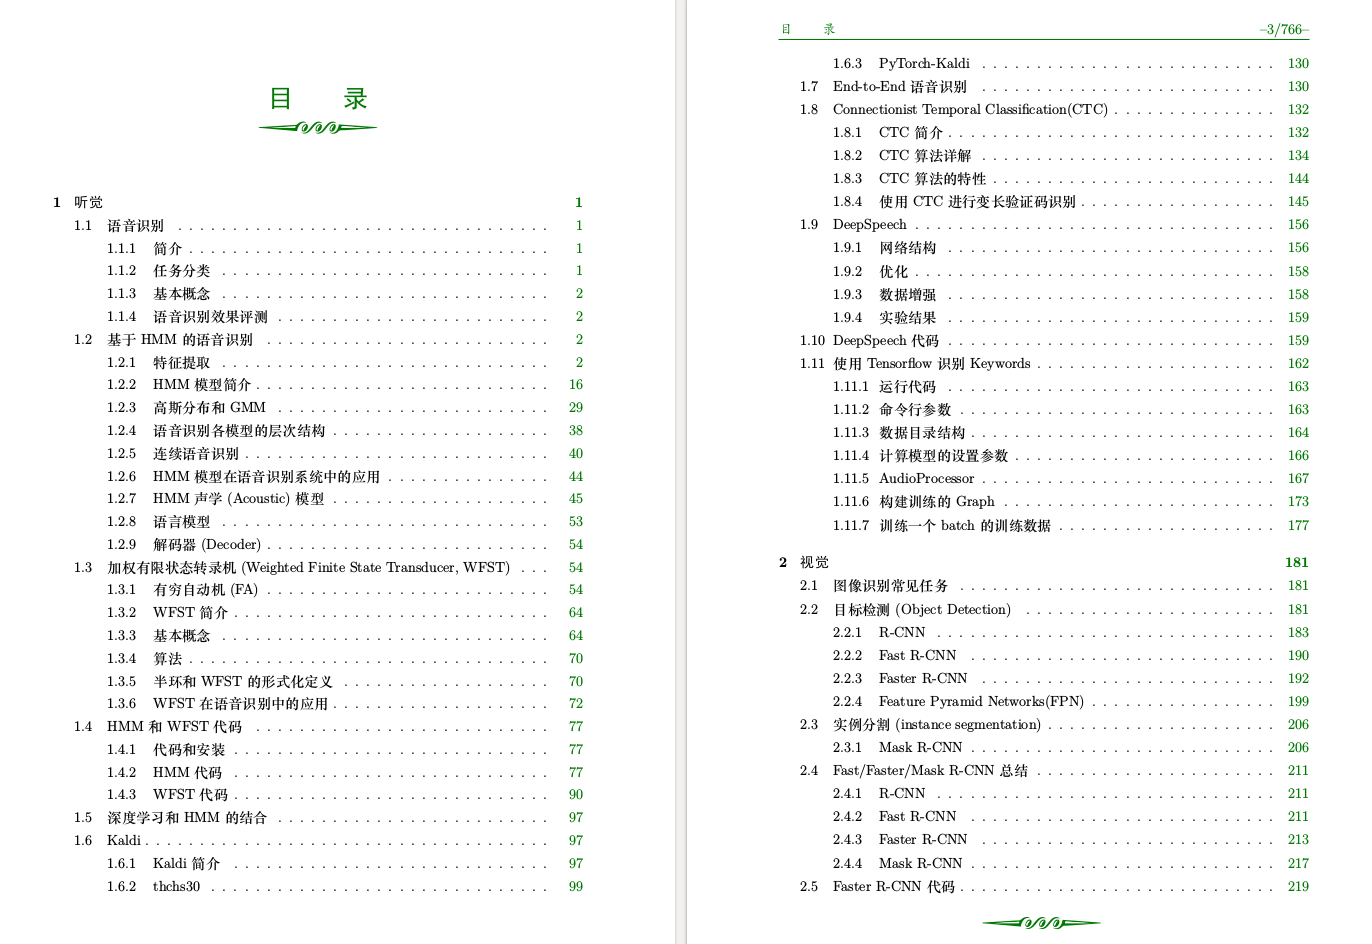 目 录
1 听觉 1
1.1 语音识别 1
1.1.1 简介 1
1.1.2 任务分类 1
1.1.3 基本概念 2
1.1.4 语音识别效果评测 2
1.2 基于 HMM 的语音识别 2
1.2.1 特征提取 2
1.2.2 HMM 模型简介 16
1.2.3 高斯分布和 GMM 29
1.2.4 语音识别各模型的层次结构 38
1.2.5 连续语音识别 40
1.2.6 HMM 模型在语音识别系统中的应用 44
1.2.7 HMM 声学 (Acoustic) 模型 45
1.2.8 语言模型 53
1.2.9 解码器 (Decoder) 54
1.3 加权有限状态转录机 (Weighted Finite State Transducer, WFST) 54
1.3.1 有穷自动机 (FA) 54
1.3.2 WFST 简介 64
1.3.3 基本概念 64
1.3.4 算法 70
1.3.5 半环和 WFST 的形式化定义 70
1.3.6 WFST 在语音识别中的应用 72
1.4 HMM 和 WFST 代码 77
1.4.1 代码和安装 77
1.4.2 HMM 代码 77
1.4.3 WFST 代码 90
1.5 深度学习和 HMM 的结合 97
1.6 Kaldi 97
1.6.1 Kaldi 简介 97
1.6.2 thchs30 99
目 录 –3/766–
1.6.3 PyTorch-Kaldi 130
1.7 End-to-End 语音识别 130
1.8 Connectionist Temporal Classification(CTC) 132
1.8.1 CTC 简介 132
1.8.2 CTC 算法详解 134
1.8.3 CTC 算法的特性 144
1.8.4 使用 CTC 进行变长验证码识别 145
1.9 DeepSpeech 156
1.9.1 网络结构 156
1.9.2 优化 158
1.9.3 数据增强 158
1.9.4 实验结果 159
1.10 DeepSpeech 代码 159
1.11 使用 Tensorflow 识别 Keywords 162
1.11.1 运行代码 163
1.11.2 命令行参数 163
1.11.3 数据目录结构 164
1.11.4 计算模型的设置参数 166
1.11.5 AudioProcessor 167
1.11.6 构建训练的 Graph 173
1.11.7 训练一个 batch 的训练数据 177
2 视觉 181
2.1 图像识别常见任务 181
2.2 目标检测 (Object Detection) 181
2.2.1 R-CNN 183
2.2.2 Fast R-CNN 190
2.2.3 Faster R-CNN 192
2.2.4 Feature Pyramid Networks(FPN) 199
2.3 实例分割 (instance segmentation) 206
2.3.1 Mask R-CNN 206
2.4 Fast/Faster/Mask R-CNN 总结 211
2.4.1 R-CNN 211
2.4.2 Fast R-CNN 211
2.4.3 Faster R-CNN 213
2.4.4 Mask R-CNN 217
2.5 Faster R-CNN 代码 219